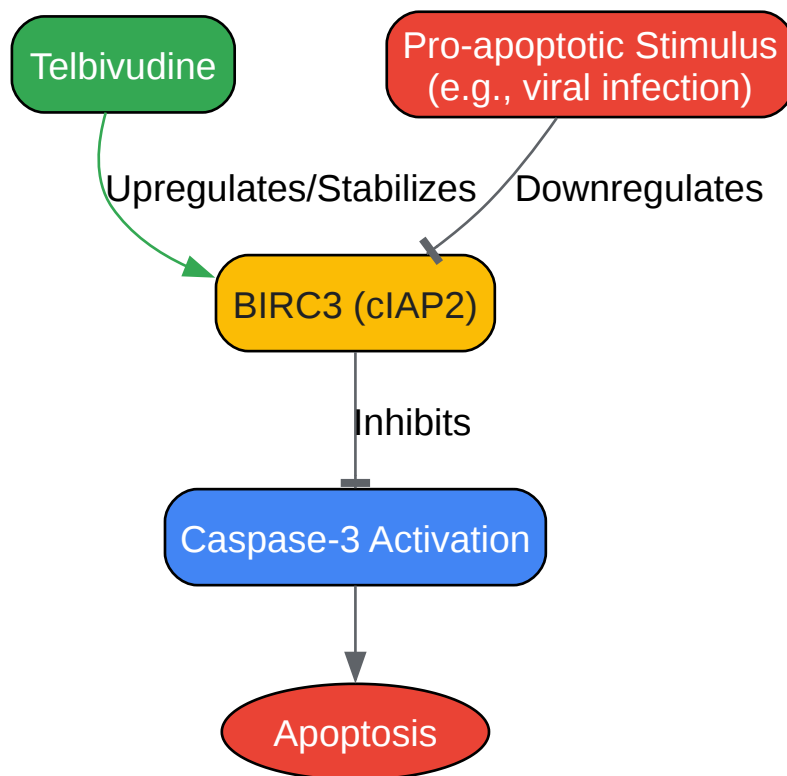 Telbivudine
Pro-apoptotic Stimulus
(e.g., viral infection)
Upregulates/Stabilizes
Downregulates
BIRC3 (cIAP2)
Inhibits
Caspase-3 Activation
Apoptosis